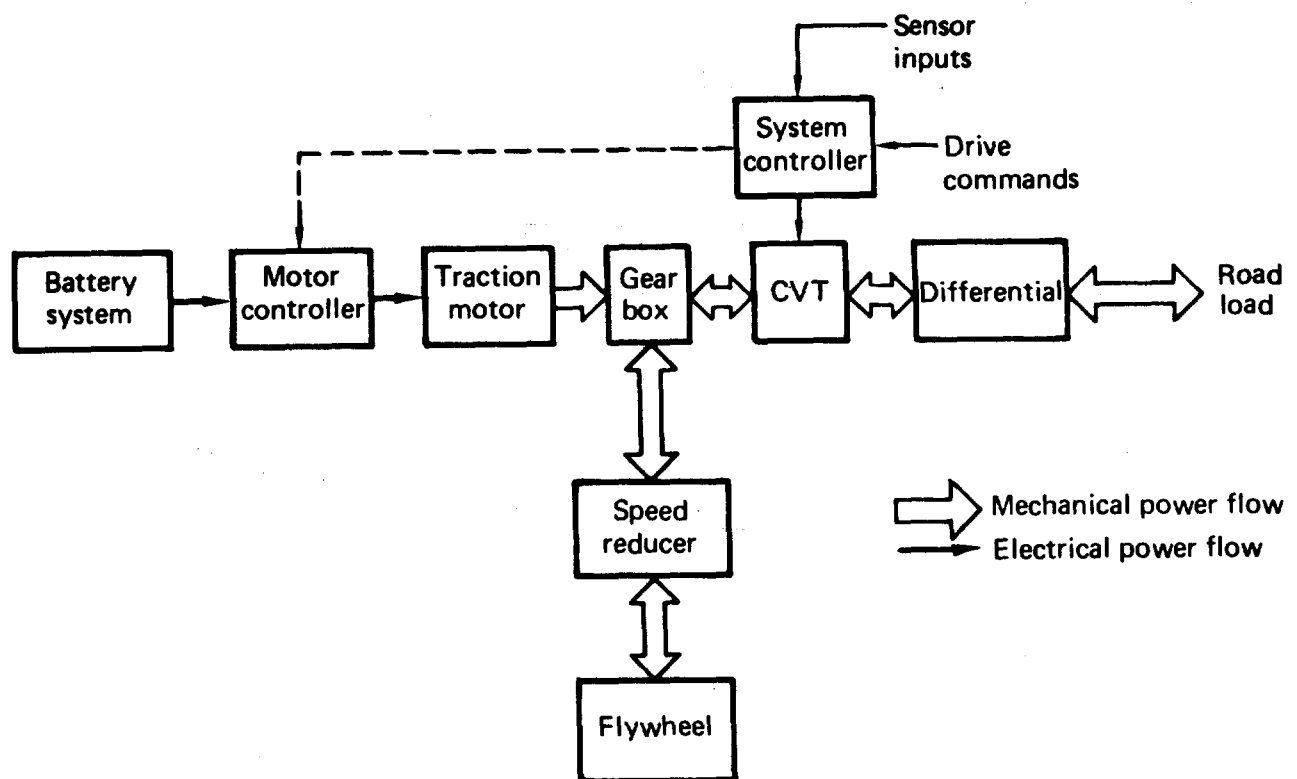 Sensor
inputs
System
controller
Drive
commands
Battery
system
Motor
controller
Traction
motor
Gear
box
CVT
Differential
Road
load
Speed
reducer
Mechanical power flow
Electrical power flow
Flywheel